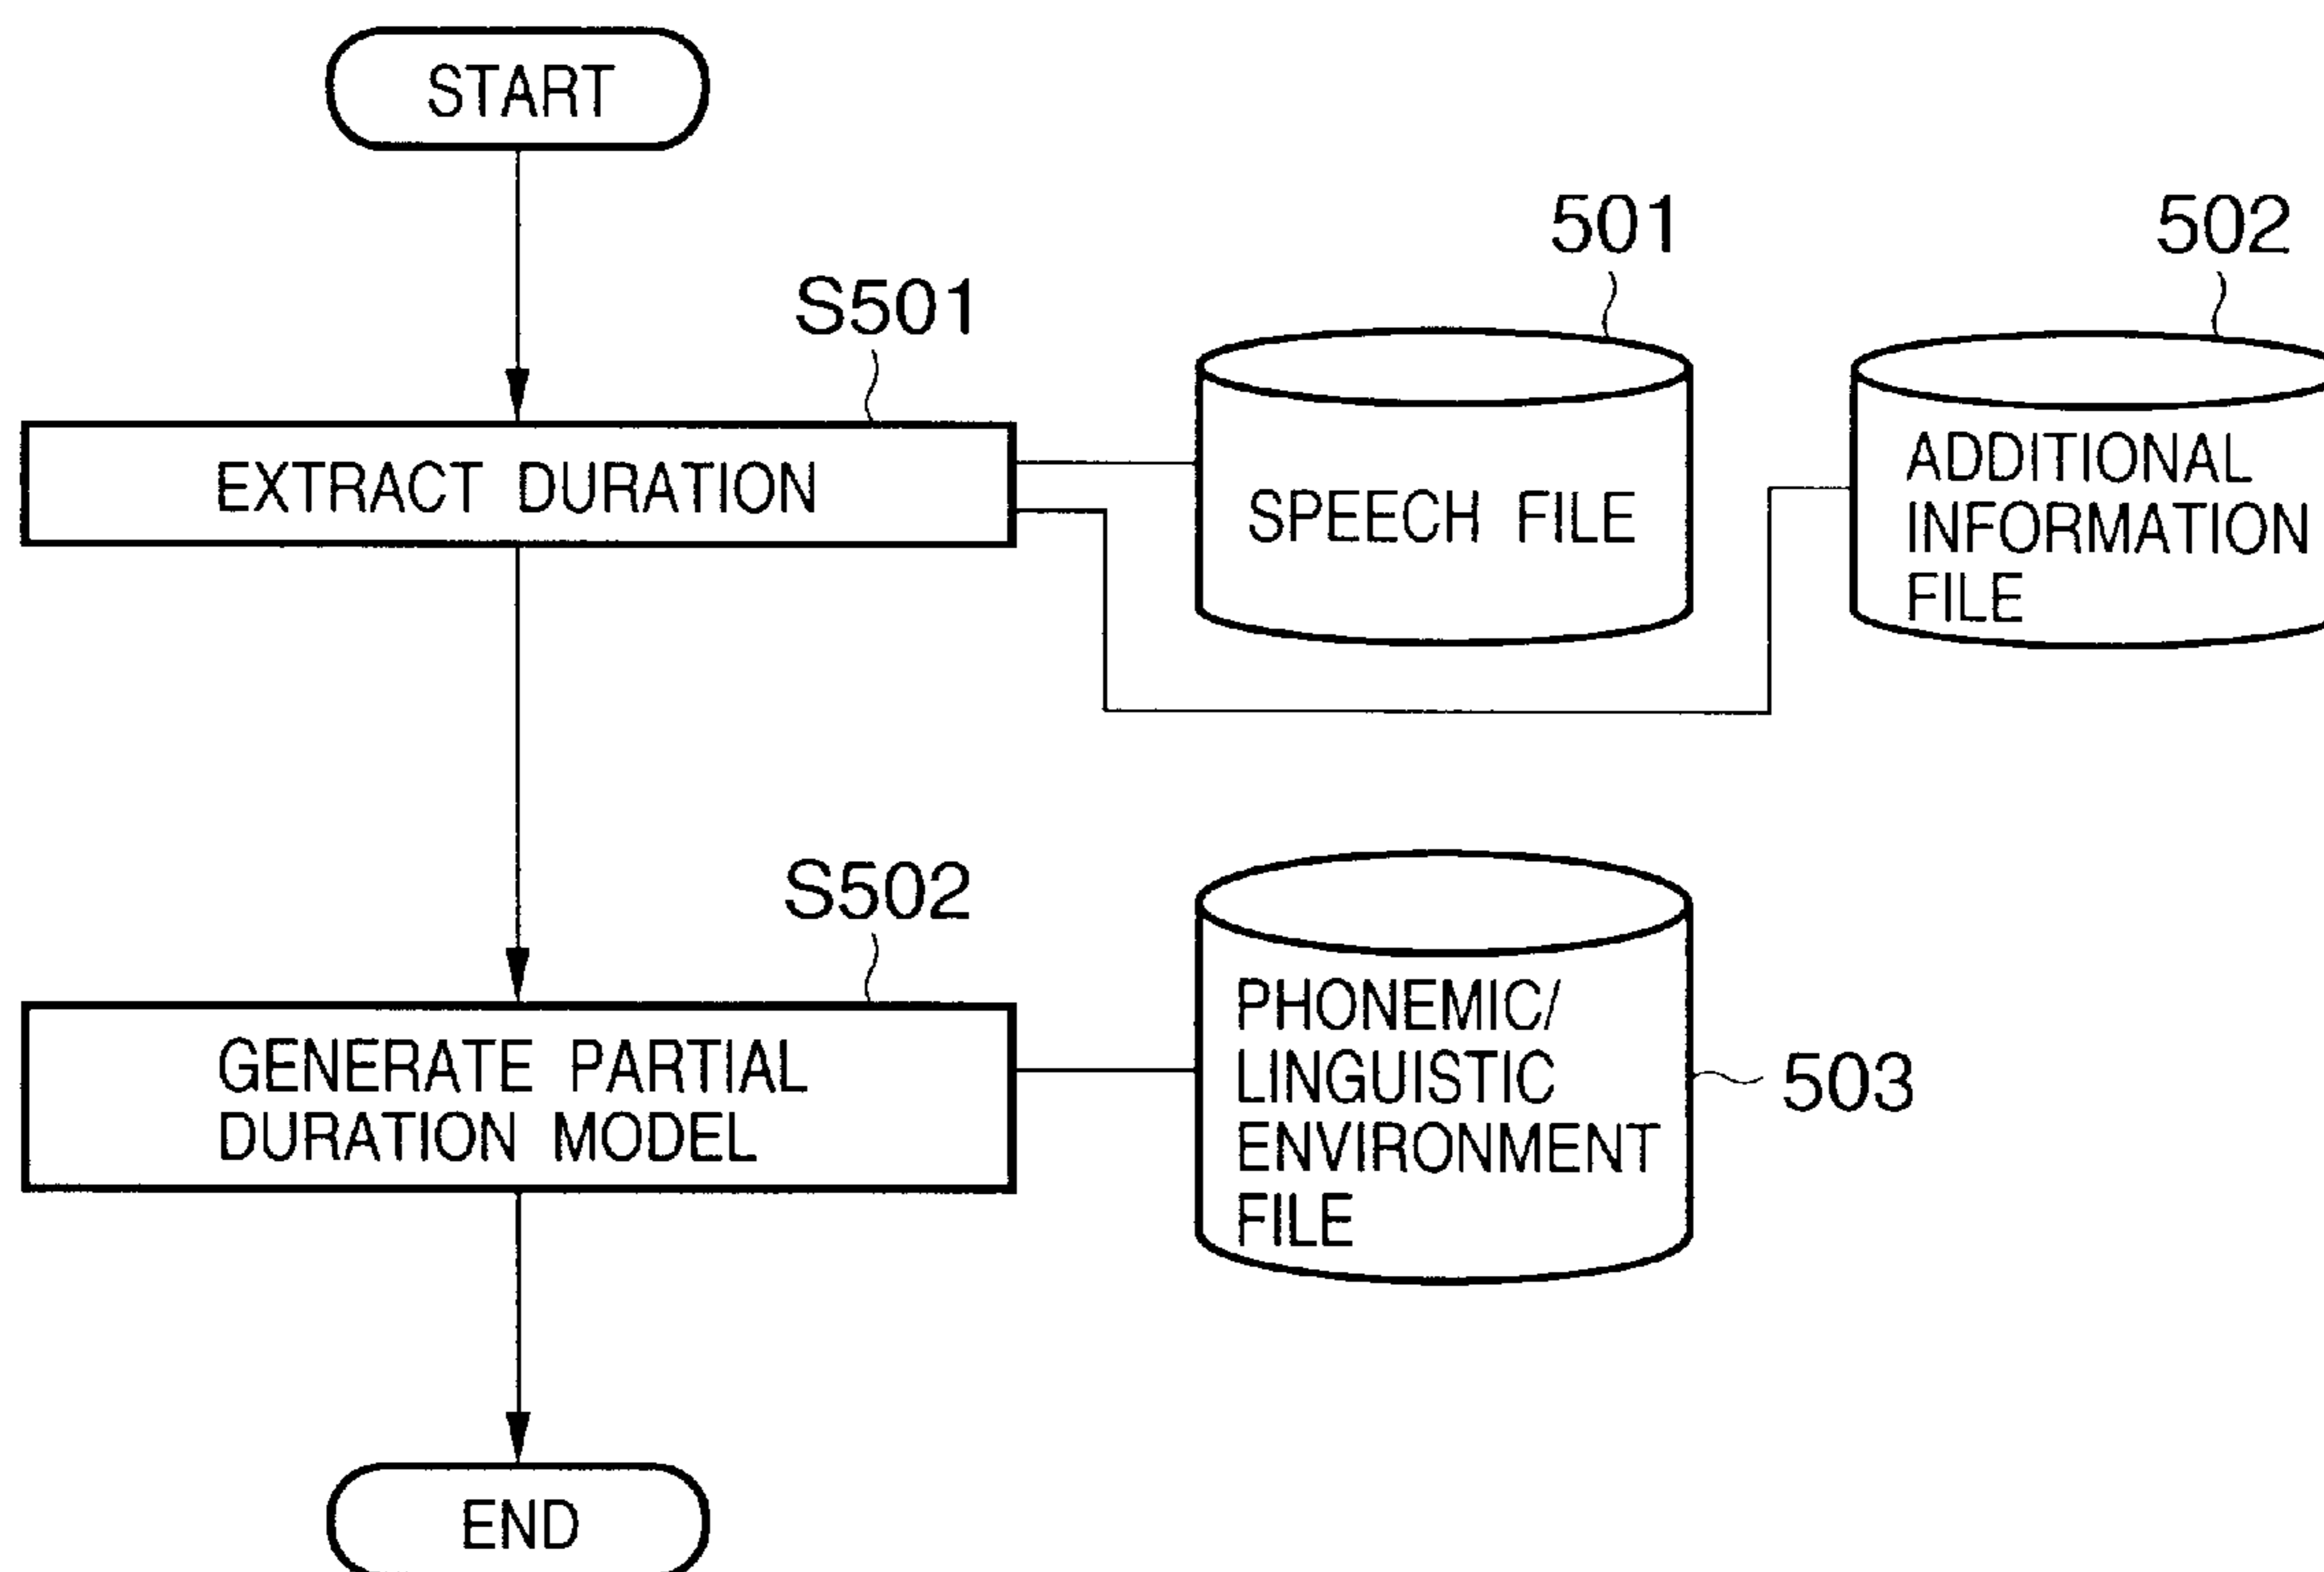 START
501
502
S501
EXTRACT DURATION
SPEECH FILE
ADDITIONAL
INFORMATION
FILE
S502
GENERATE PARTIAL
DURATION MODEL
PHONEMIC/
LINGUISTIC
ENVIRONMENT
FILE
503
END